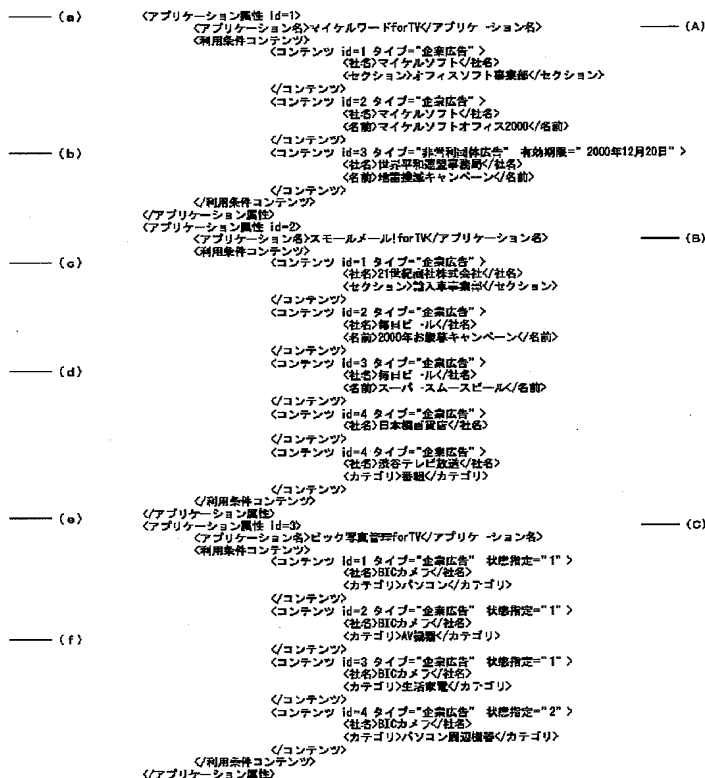 (a) <アプリケーション属性 id=1>
<アプリケーション名>マイケルワードforTV</アプリケーション名> (A)
<利用条件コンテンツ>
<コンテンツ id=1 タイプ="企業広告" >
<社名>マイケルソフト</社名>
<セクション>オフィスソフト事業部</セクション>
</コンテンツ>
<コンテンツ id=2 タイプ="企業広告" >
<社名>マイケルソフト</社名>
<名前>マイケルソフトオフィス2000</名前>
</コンテンツ>
(b) <コンテンツ id=3 タイプ="非営利団体広告" 有効期限=" 2000年12月20日" >
<社名>世界平和連盟事務局</社名>
<名前>地雷撲滅キャンペーン</名前>
</コンテンツ>
</利用条件コンテンツ>
</アプリケーション属性>
<アプリケーション属性 id=2>
<アプリケーション名>スモールメール!forTV</アプリケーション名> (B)
<利用条件コンテンツ>
(c) <コンテンツ id=1 タイプ="企業広告" >
<社名>21世紀商社株式会社</社名>
<セクション>輸入車事業部</セクション>
</コンテンツ>
<コンテンツ id=2 タイプ="企業広告" >
<社名>毎日ビール</社名>
<名前>2000年お歳暮キャンペーン</名前>
</コンテンツ>
(d) <コンテンツ id=3 タイプ="企業広告" >
<社名>毎日ビール</社名>
<名前>スーパースムースビール</名前>
</コンテンツ>
<コンテンツ id=4 タイプ="企業広告" >
<社名>日本橋百貨店</社名>
</コンテンツ>
<コンテンツ id=4 タイプ="企業広告" >
<社名>渋谷テレビ放送</社名>
<カテゴリ>番組</カテゴリ>
</コンテンツ>
</利用条件コンテンツ>
(e) </アプリケーション属性>
<アプリケーション属性 id=3> (C)
<アプリケーション名>ビック写真管理forTV</アプリケーション名>
<利用条件コンテンツ>
<コンテンツ id=1 タイプ="企業広告" 状態指定="1" >
<社名>BICカメラ</社名>
<カテゴリ>パソコン</カテゴリ>
</コンテンツ>
<コンテンツ id=2 タイプ="企業広告" 状態指定="1" >
<社名>BICカメラ</社名>
(f) <カテゴリ>AV機器</カテゴリ>
</コンテンツ>
<コンテンツ id=3 タイプ="企業広告" 状態指定="1" >
<社名>BICカメラ</社名>
<カテゴリ>生活家電</カテゴリ>
</コンテンツ>
<コンテンツ id=4 タイプ="企業広告" 状態指定="2" >
<社名>BICカメラ</社名>
<カテゴリ>パソコン周辺機器</カテゴリ>
</コンテンツ>
</利用条件コンテンツ>
</アプリケーション属性>